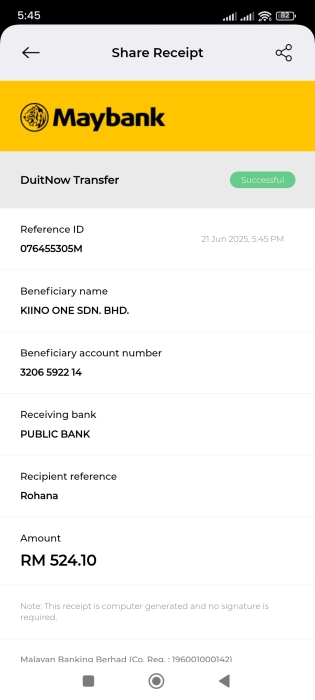 5:45
82
Share Receipt
Maybank
DuitNow Transfer
Successful
Reference ID
076455305M
21 Jun 2025, 5:45 PM
Beneficiary name
KIINO ONE SDN. BHD.
Beneficiary account number
3206 5922 14
Receiving bank
PUBLIC BANK
Recipient reference
Rohana
Amount
RM 524.10
Note: This receipt is computer generated and no signature is
required.
Malayan Banking Berhad (Co. Reg. : 196001000142)